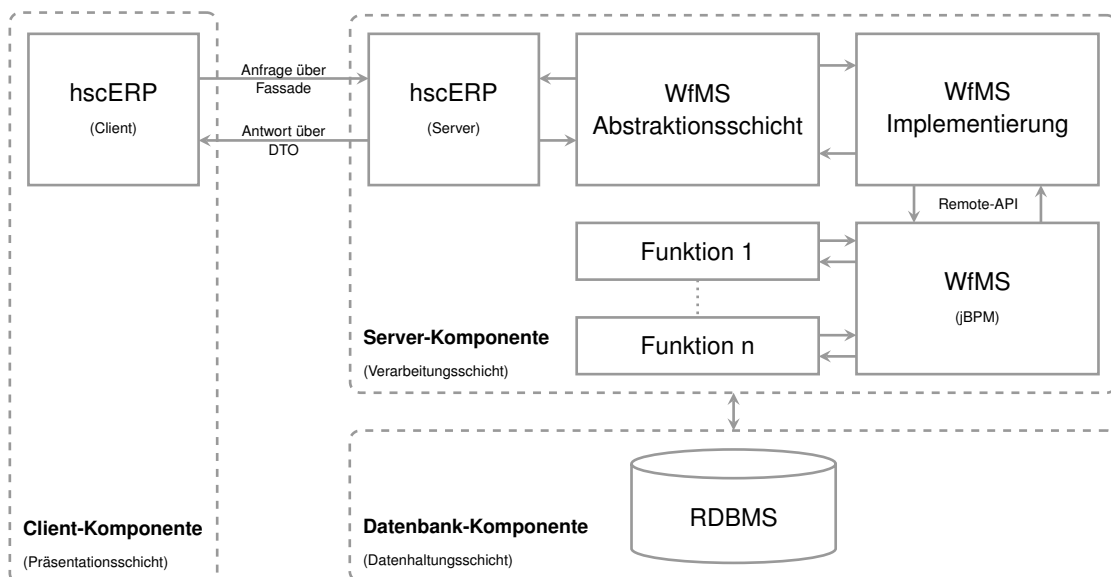 hscERP
(Client)
Anfrage über
Fassade
Antwort über
DTO
hscERP
(Server)
WfMS
Abstraktionsschicht
WfMS
Implementierung
Remote-API
Funktion 1
WfMS
(jBPM)
Funktion n
Server-Komponente
(Verarbeitungsschicht)
RDBMS
Client-Komponente
(Präsentationsschicht)
Datenbank-Komponente
(Datenhaltungsschicht)